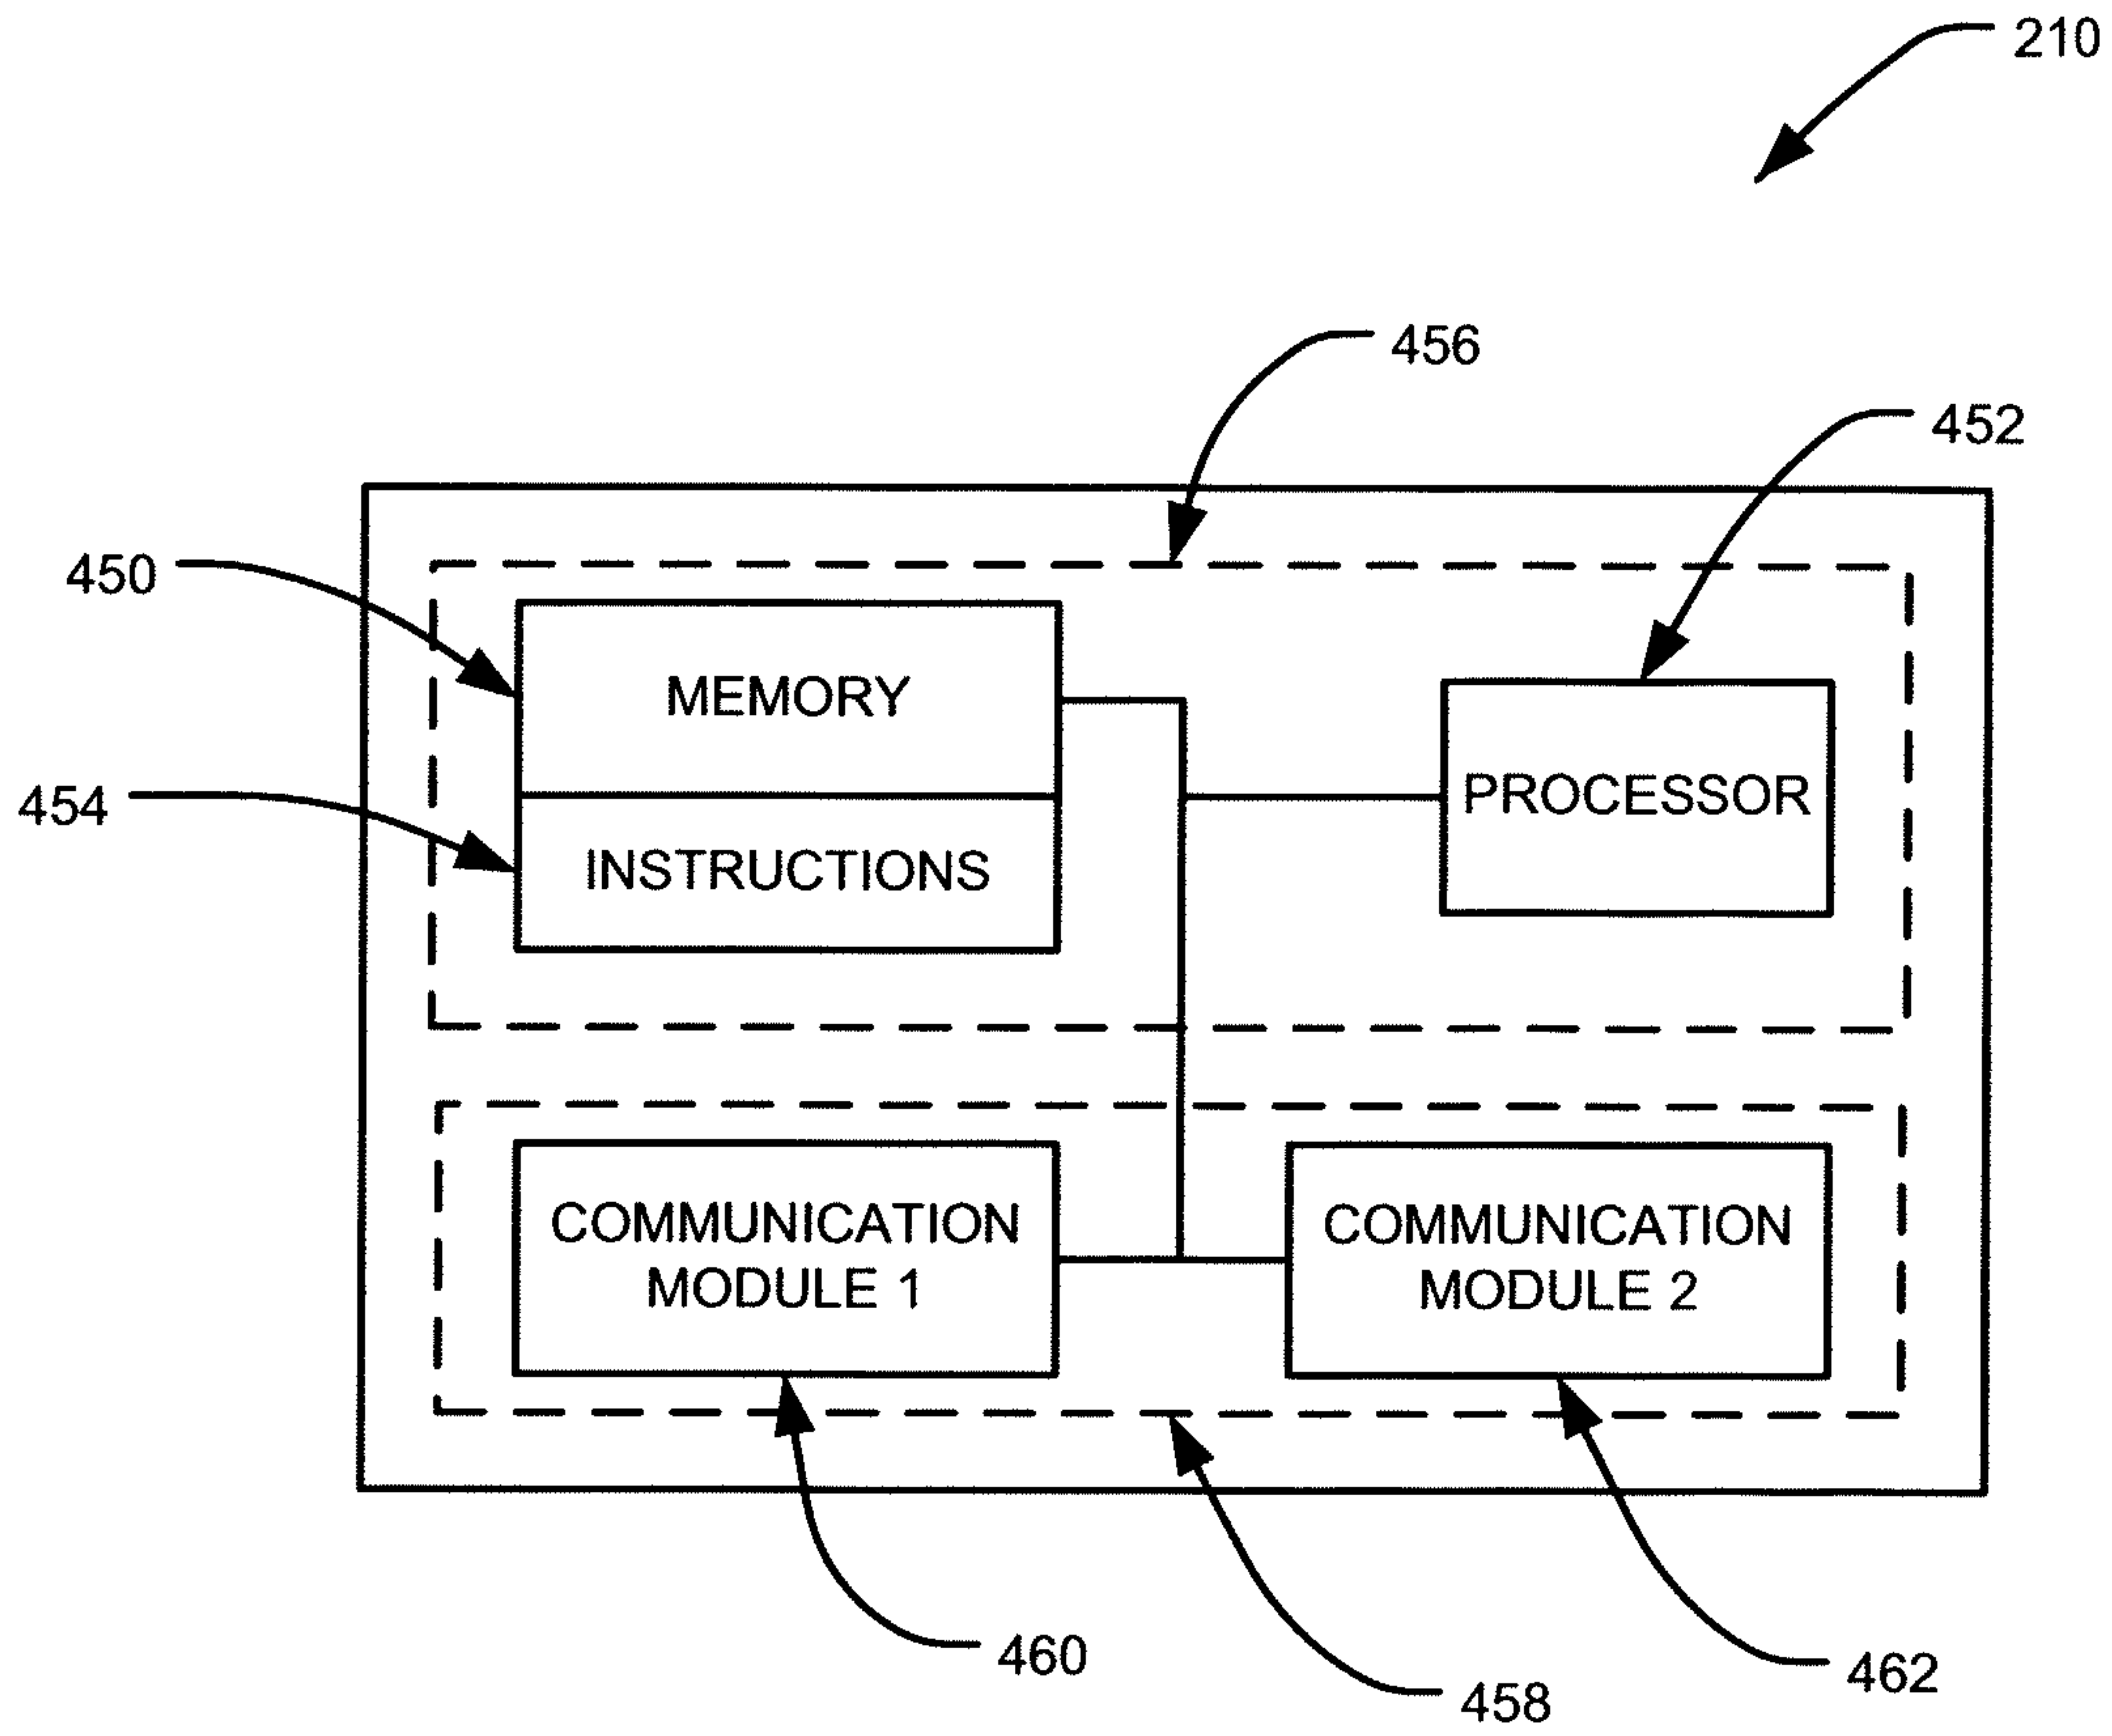 210
456
452
450
MEMORY
454
PROCESSOR
INSTRUCTIONS
COMMUNICATION
MODULE 1
COMMUNICATION
MODULE 2
460
462
458